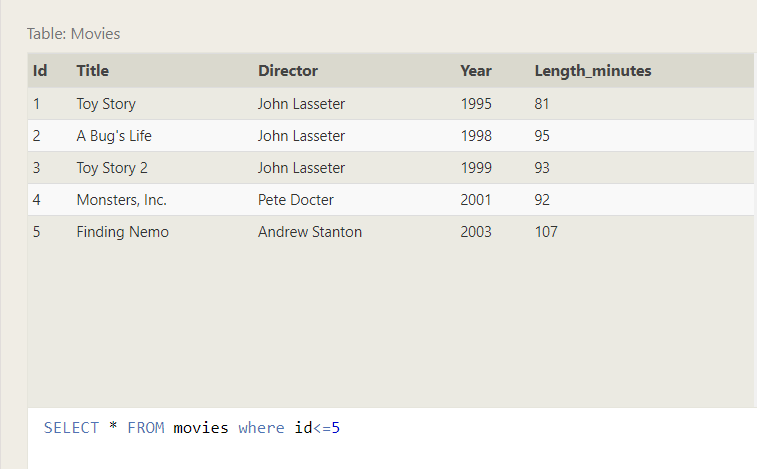 Table: Movies
Id Title Director Year Length_minutes
1 Toy Story John Lasseter 1995 81
2 A Bug's Life John Lasseter 1998 95
3 Toy Story 2 John Lasseter 1999 93
4 Monsters, Inc. Pete Docter 2001 92
5 Finding Nemo Andrew Stanton 2003 107
SELECT * FROM movies where id<=5